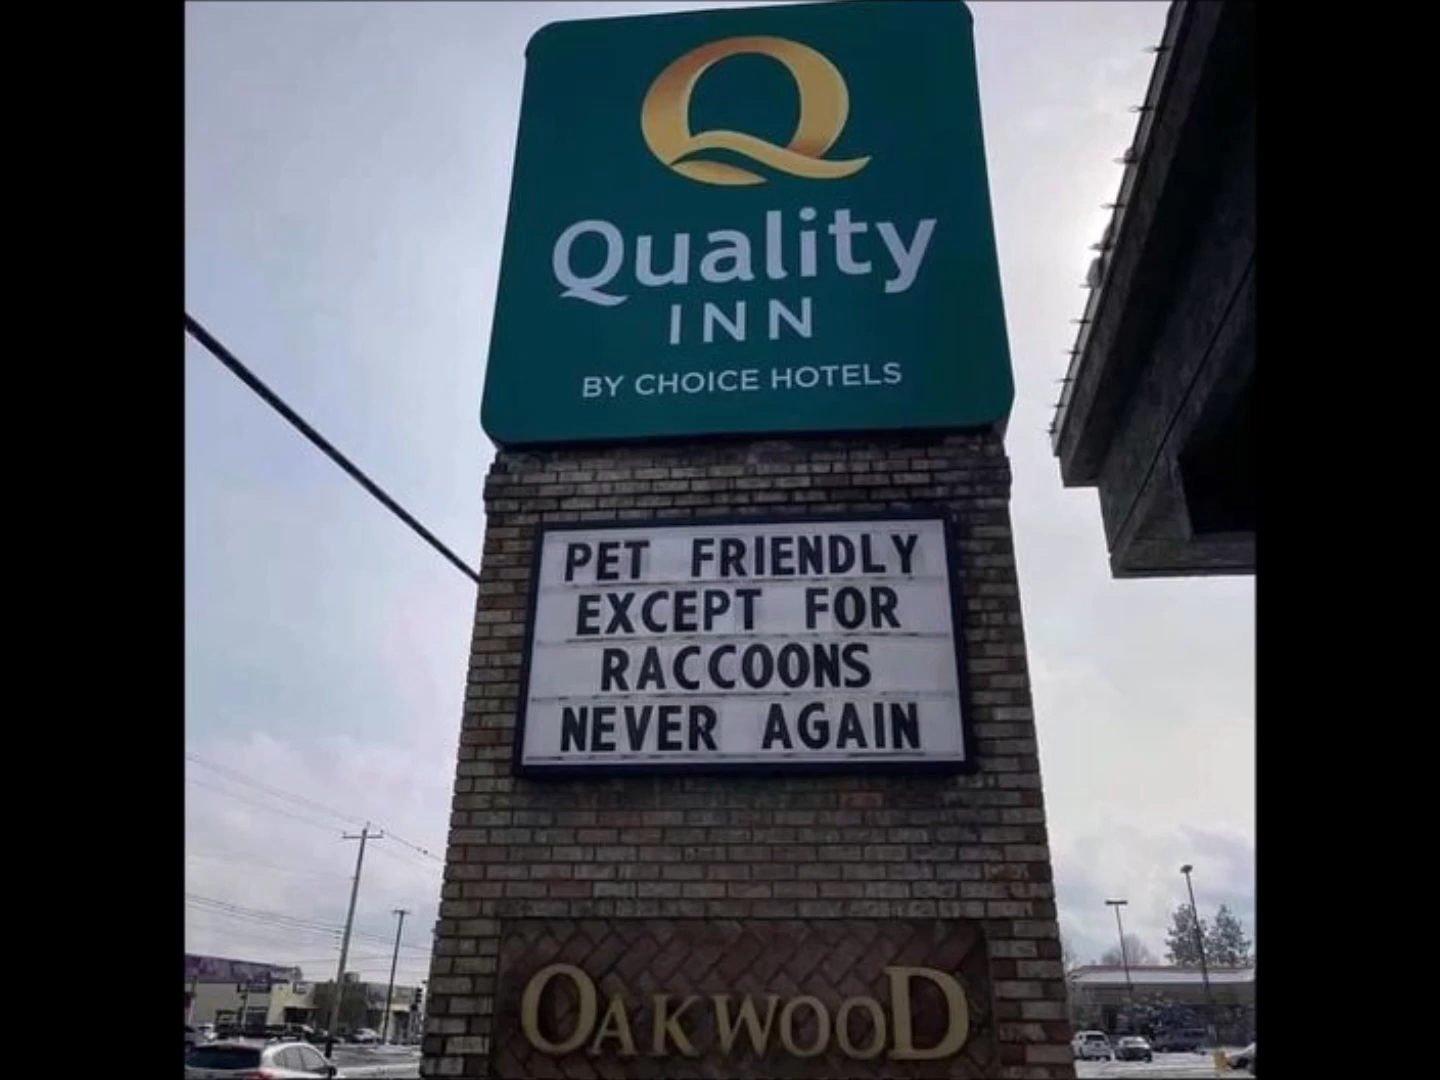 Quality
INN
BY CHOICE HOTELS
PET FRIENDLY
EXCEPT FOR
RACCOONS
NEVER AGAIN
OAKWOOD